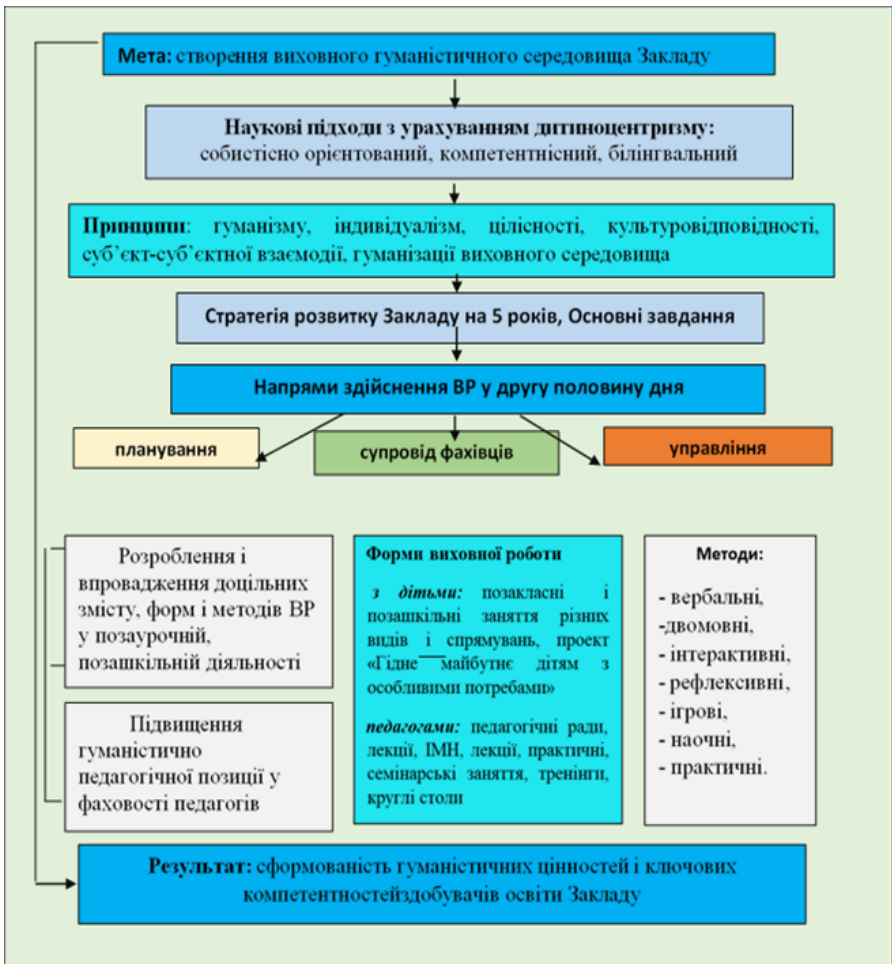 Мета: створення виховного гуманістичного середовища Закладу
Наукові підходи з урахуванням дитиноцентризму:
собистісно орієнтований, компетентнісний, білінгвальний
Принципи: гуманізму, індивідуалізм, цілісності, культуровідповідності,
суб’єкт-суб’єктної взаємодії, гуманізації виховного середовища
Стратегія розвитку Закладу на 5 років, Основні завдання
Напрями здійснення ВР у другу половину дня
планування
супровід фахівців
управління
Розроблення і
впровадження доцільних
змісту, форм і методів ВР
у позаурочній,
позашкільній діяльності
Підвищення
гуманістично
педагогічної позиції у
фаховості педагогів
Форми виховної роботи
з дітьми: позакласні і
позашкільні заняття різних
видів і спрямувань, проект
«Гідне майбутнє дітям з
особливими потребами»
педагогами: педагогічні ради,
лекції, ІМН, лекції, практичні,
семінарські заняття, тренінги,
круглі столи
Методи:
- вербальні,
-двомовні,
- інтерактивні,
- рефлексивні,
- ігрові,
- наочні,
- практичні.
Результат: сформованість гуманістичних цінностей і ключових
компетентностейздобувачів освіти Закладу